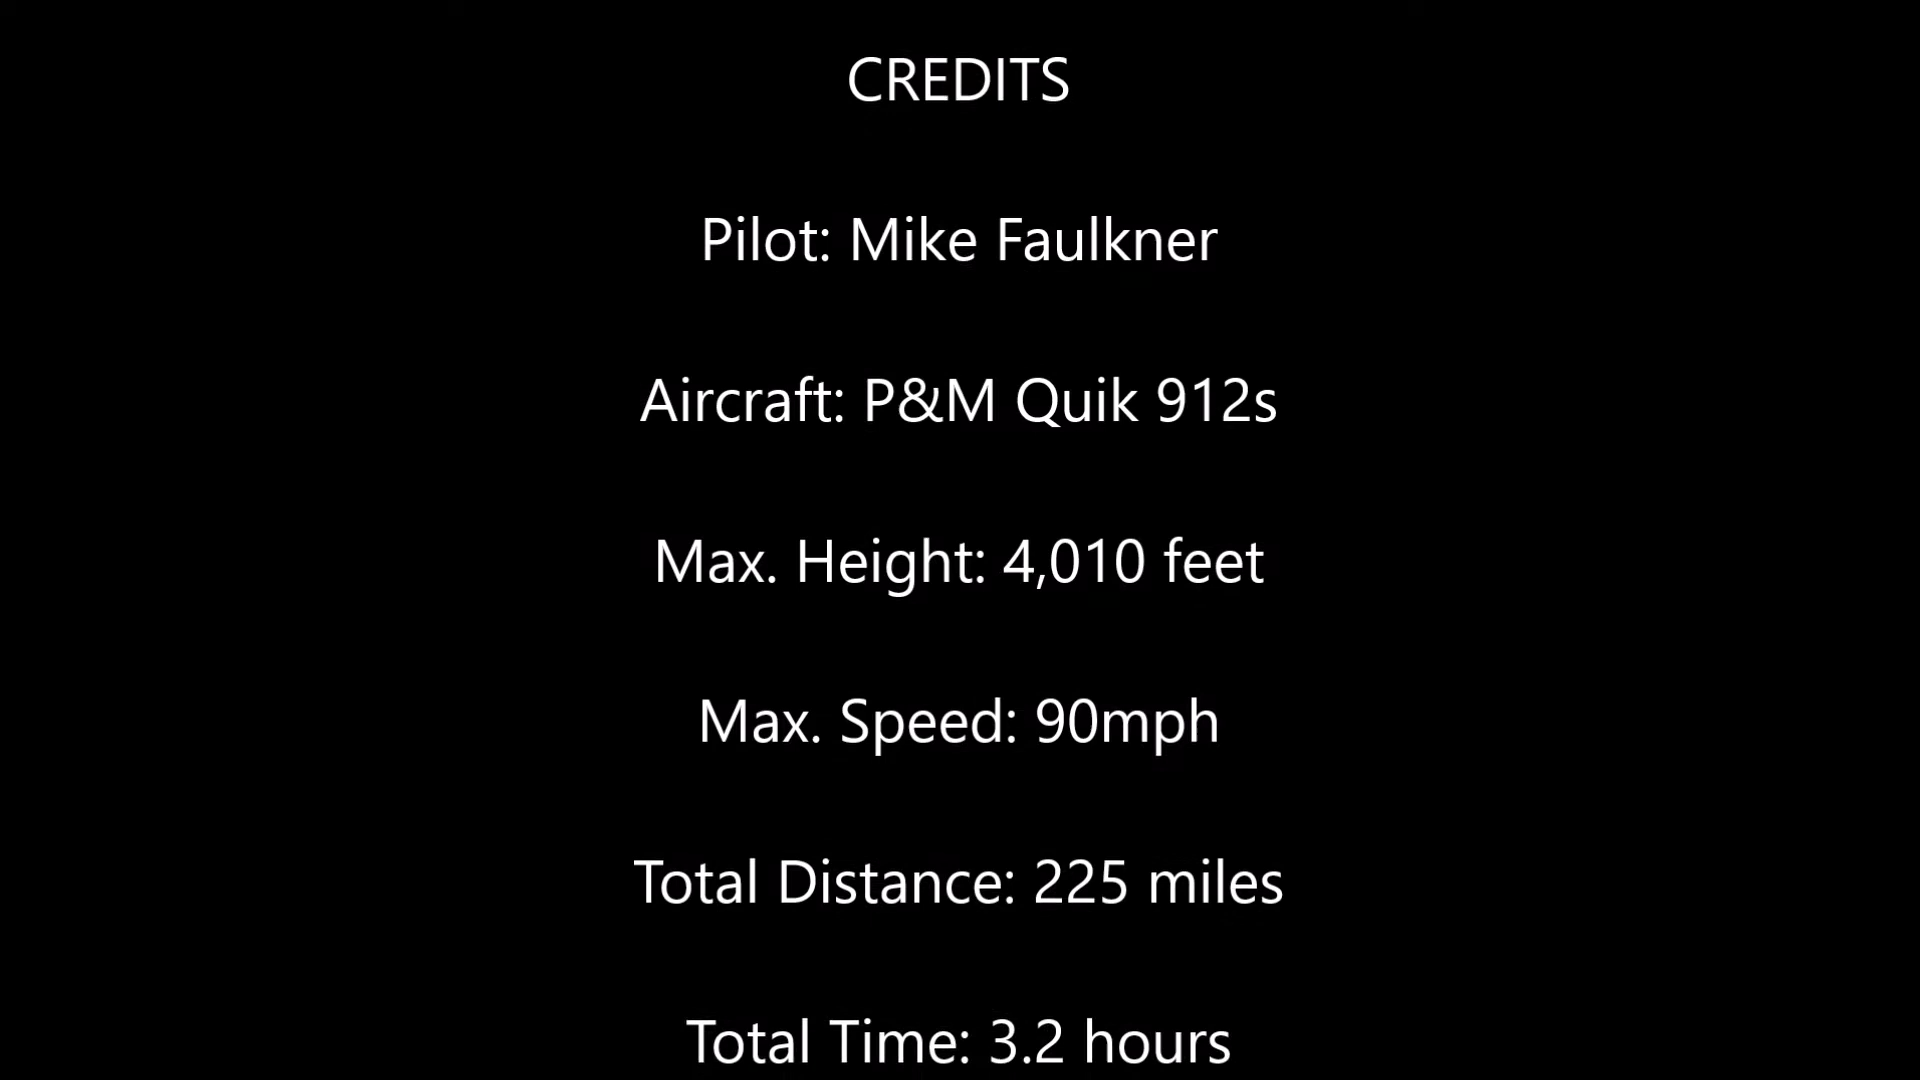 CREDITS
Pilot: Mike Faulkner
Aircraft: P&M Quik 912s
Max. Height: 4,010 feet
Max. Speed: 90mph
Total Distance: 225 miles
Total Time: 3.2 hours